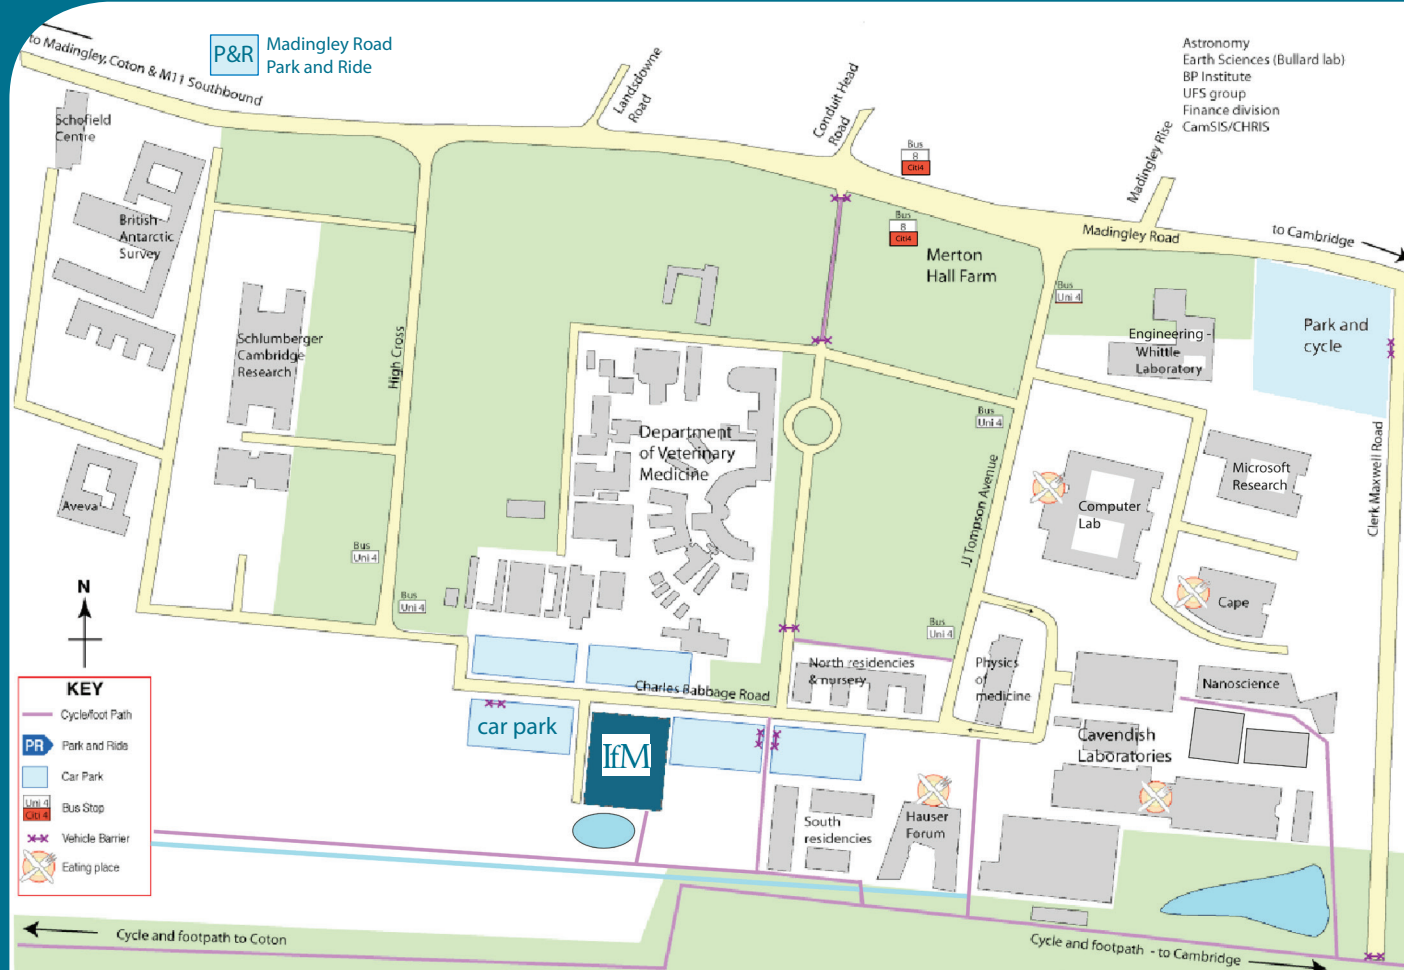 to Madingley, Coton & M11 Southbound
P&R
Madingley Road
Park and Ride
Landsdowne
Road
Conduit Head
Road
Bus
8
Citi4
Madingley Rise
Astronomy
Earth Sciences (Bullard lab)
BP Institute
UFS group
Finance division
CamSIS/CHRIS
Schofield
Centre
British
Antarctic
Survey
Bus
8
Citi4
Merton
Hall Farm
Madingley Road
to Cambridge
Bus
Uni 4
Engineering -
Whittle
Laboratory
Park and
cycle
Schlumberger
Cambridge
Research
High Cross
Department
of Veterinary
Medicine
Bus
Uni 4
JJ Tompson Avenue
Computer
Lab
Microsoft
Research
Clerk Maxwell Road
Aveva
Bus
Uni 4
Bus
Uni 4
Bus
Uni 4
Cape
N
North residencies
& nursery
Physics
of
medicine
Nanoscience
Charles Babbage Road
car park
IfM
Cavendish
Laboratories
South
residencies
Hauser
Forum
KEY
Cycle/foot Path
PR
Park and Ride
Car Park
Uni 4
Citi 4
Bus Stop
Vehicle Barrier
Eating place
Cycle and footpath to Coton
Cycle and footpath - to Cambridge